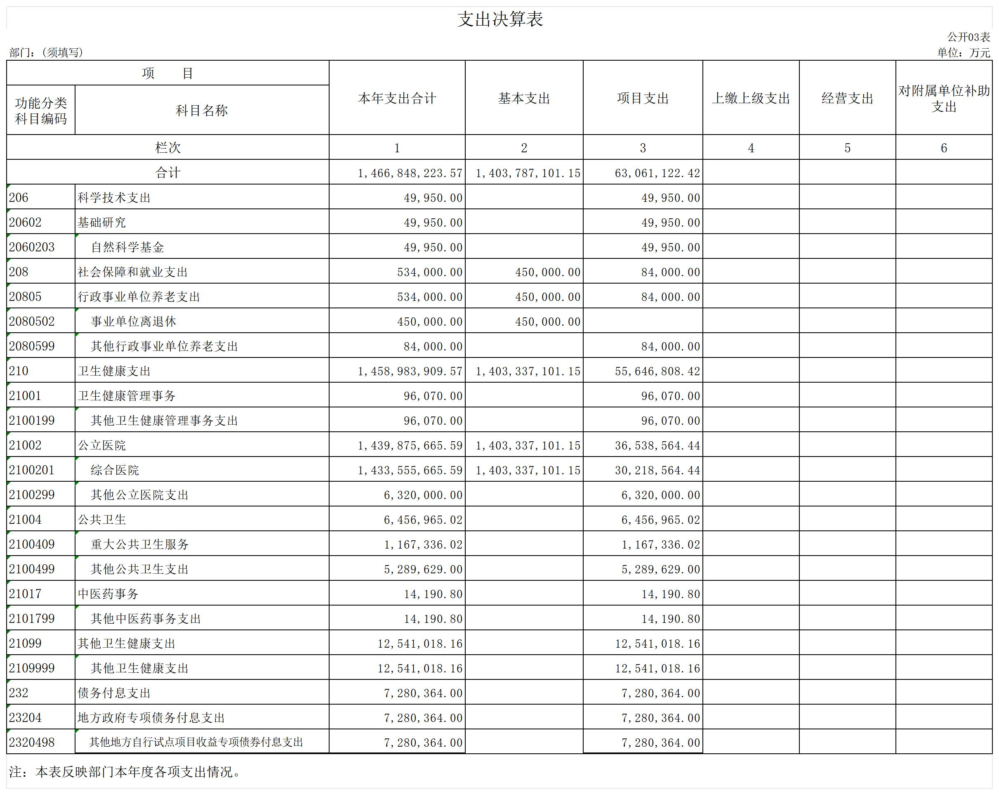 支出决算表
公开03表
部门：（须填写）	单位：万元
项　　目	本年支出合计	基本支出	项目支出	上缴上级支出	经营支出	对附属单位补助支出
功能分类科目编码	科目名称
栏次	1	2	3	4	5	6
合计	1,466,848,223.57	1,403,787,101.15	63,061,122.42
206	科学技术支出	49,950.00	49,950.00
20602	基础研究	49,950.00	49,950.00
2060203	自然科学基金	49,950.00	49,950.00
208	社会保障和就业支出	534,000.00	450,000.00	84,000.00
20805	行政事业单位养老支出	534,000.00	450,000.00	84,000.00
2080502	事业单位离退休	450,000.00	450,000.00
2080599	其他行政事业单位养老支出	84,000.00	84,000.00
210	卫生健康支出	1,458,983,909.57	1,403,337,101.15	55,646,808.42
21001	卫生健康管理事务	96,070.00	96,070.00
2100199	其他卫生健康管理事务支出	96,070.00	96,070.00
21002	公立医院	1,439,875,665.59	1,403,337,101.15	36,538,564.44
2100201	综合医院	1,433,555,665.59	1,403,337,101.15	30,218,564.44
2100299	其他公立医院支出	6,320,000.00	6,320,000.00
21004	公共卫生	6,456,965.02	6,456,965.02
2100409	重大公共卫生服务	1,167,336.02	1,167,336.02
2100499	其他公共卫生支出	5,289,629.00	5,289,629.00
21017	中医药事务	14,190.80	14,190.80
2101799	其他中医药事务支出	14,190.80	14,190.80
21099	其他卫生健康支出	12,541,018.16	12,541,018.16
2109999	其他卫生健康支出	12,541,018.16	12,541,018.16
232	债务付息支出	7,280,364.00	7,280,364.00
23204	地方政府专项债务付息支出	7,280,364.00	7,280,364.00
2320498	其他地方自行试点项目收益专项债券付息支出	7,280,364.00	7,280,364.00
注：本表反映部门本年度各项支出情况。